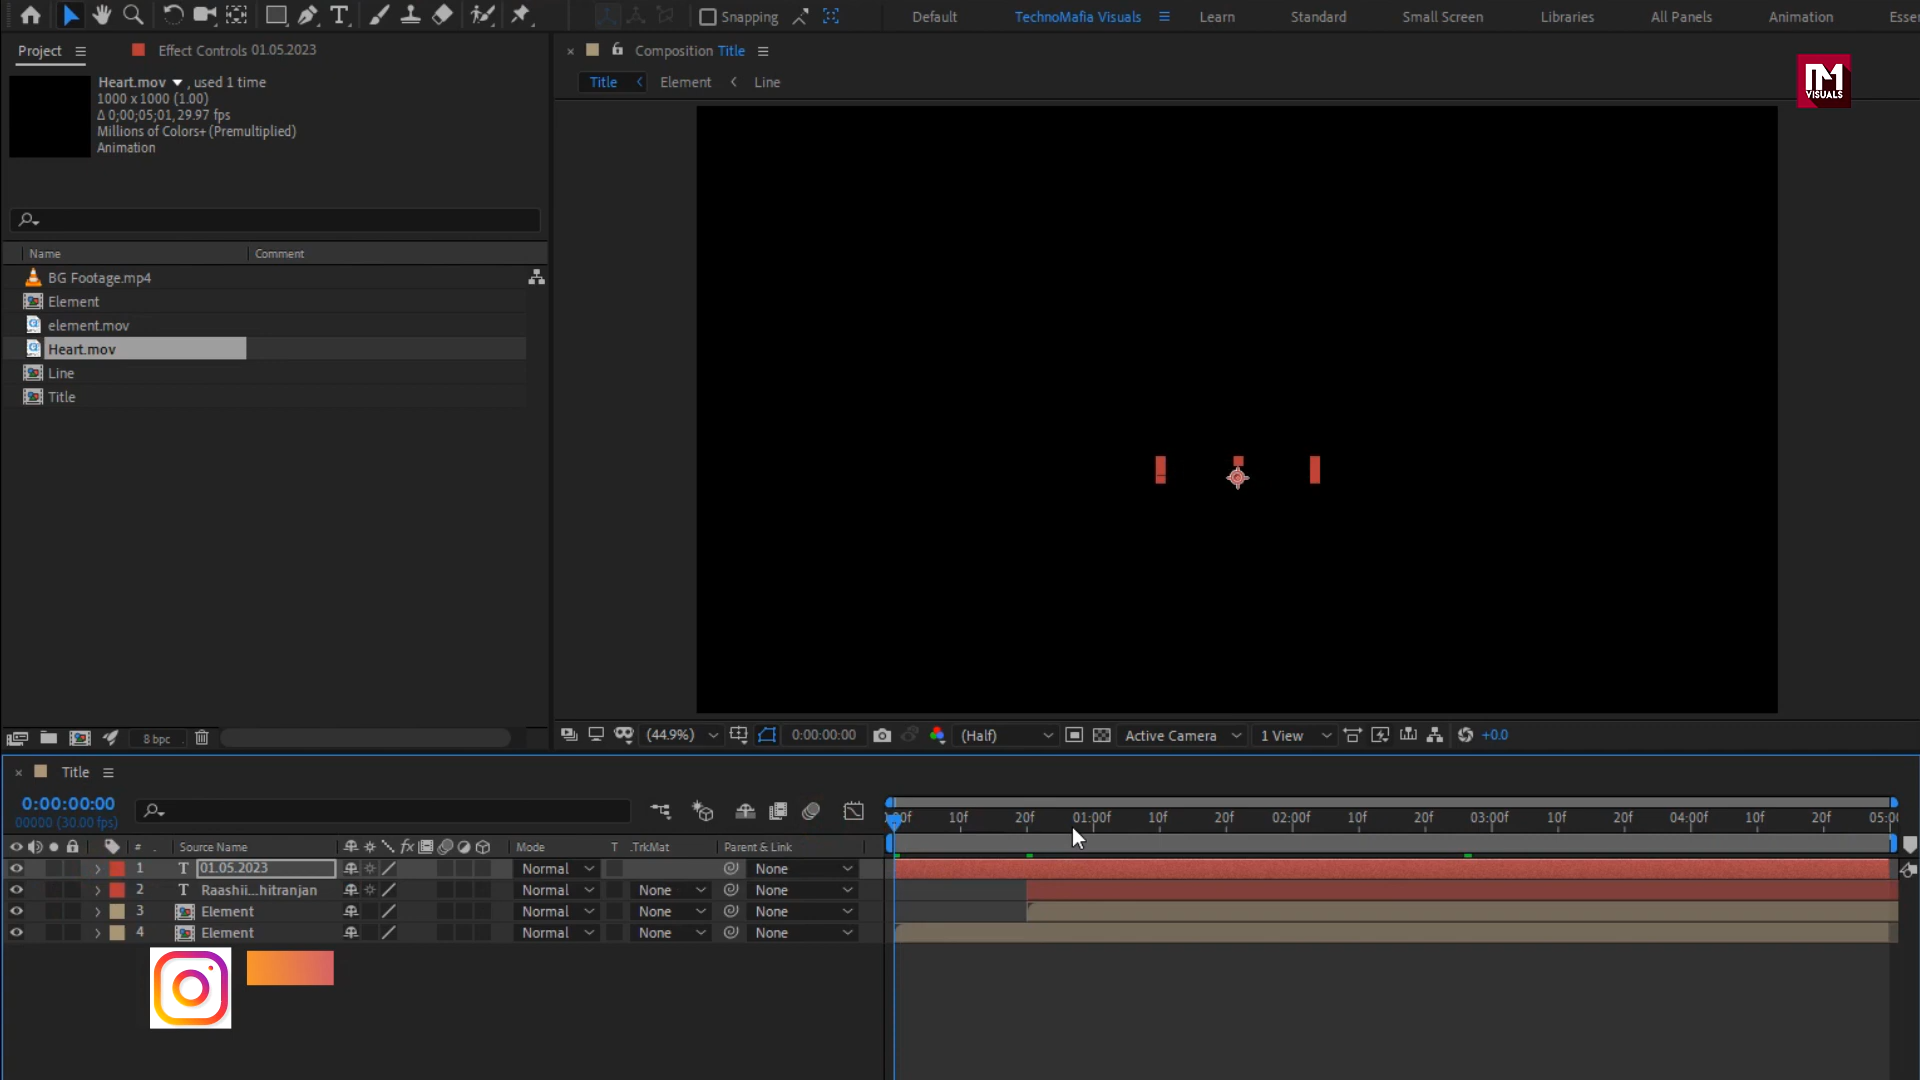 Snapping
Default
TechnoMafia Visuals
Learn
Standard
Small Screen
Libraries
All Panels
Animation
Project
Effect Controls 01.05.2023
Composition Title
Heart.mov , used 1 time
1000 x 1000 (1.00)
Δ 0;00;05;01, 29.97 fps
Millions of Colors+ (Premultiplied)
Animation
Title
Element
Line
VISUALS
Name
Comment
BG Footage.mp4
Element
element.mov
Heart.mov
Line
Title
8 bpc
(44.9%)
0:00:00:00
(Half)
Active Camera
1 View
+0.0
Title
0:00:00:00
00000 (30.00 fps)
:00f
10f
20f
01:00f
10f
20f
02:00f
10f
20f
03:00f
10f
20f
04:00f
10f
20f
05:00
#
Source Name
Mode
T
.TrkMat
Parent & Link
1
T
01.05.2023
Normal
None
2
T
Raashii...hitranjan
Normal
None
None
3
Element
Normal
None
None
4
Element
Normal
None
None